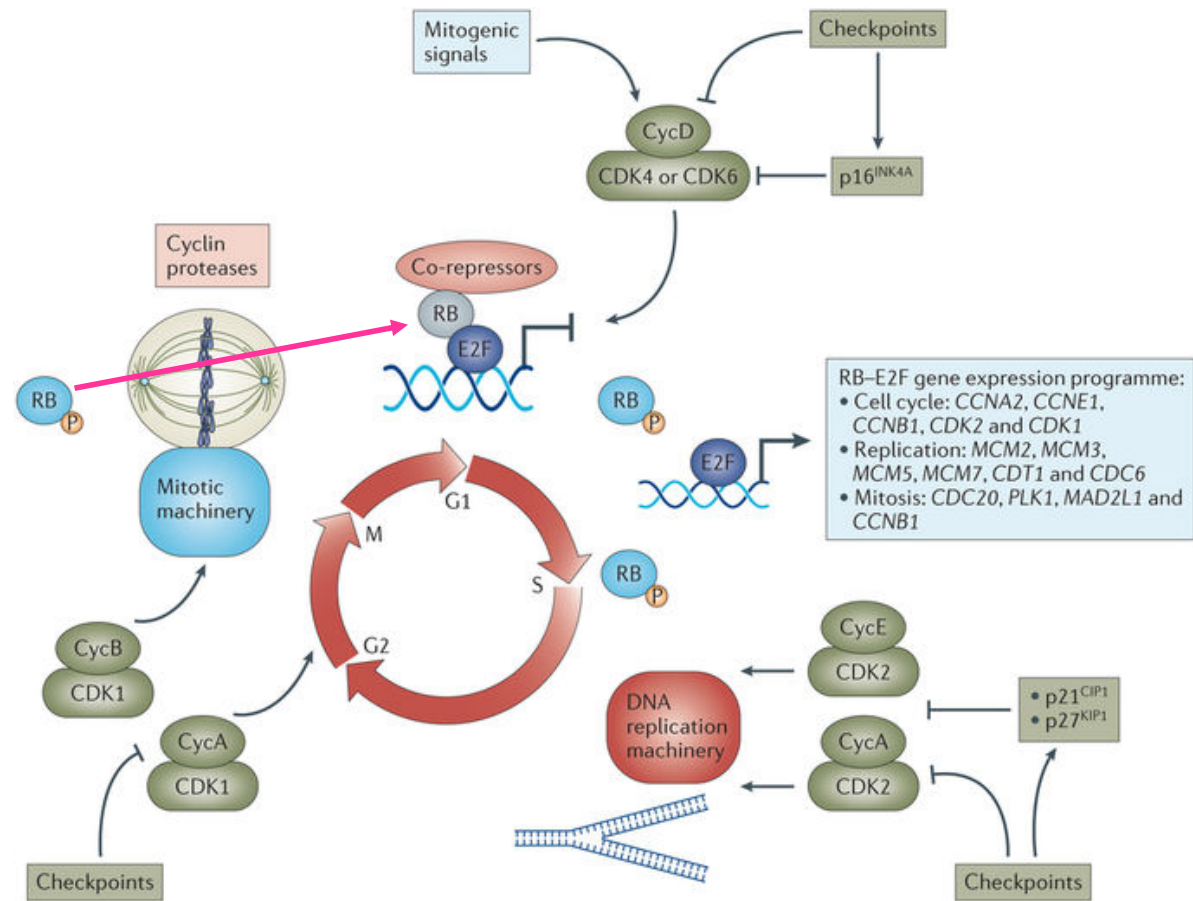 Mitogenic
signals
Checkpoints
CycD
CDK4 or CDK6
p16INK4A
Cyclin
proteases
Co-repressors
RB
E2F
RB
P
RB
P
E2F
RB–E2F gene expression programme:
• Cell cycle: CCNA2, CCNE1,
CCNB1, CDK2 and CDK1
• Replication: MCM2, MCM3,
MCM5, MCM7, CDT1 and CDC6
• Mitosis: CDC20, PLK1, MAD2L1 and
CCNB1
Mitotic
machinery
G1
M
S
G2
RB
P
CycB
CDK1
CycA
CDK1
DNA
replication
machinery
CycE
CDK2
CycA
CDK2
• p21CIP1
• p27KIP1
Checkpoints
Checkpoints